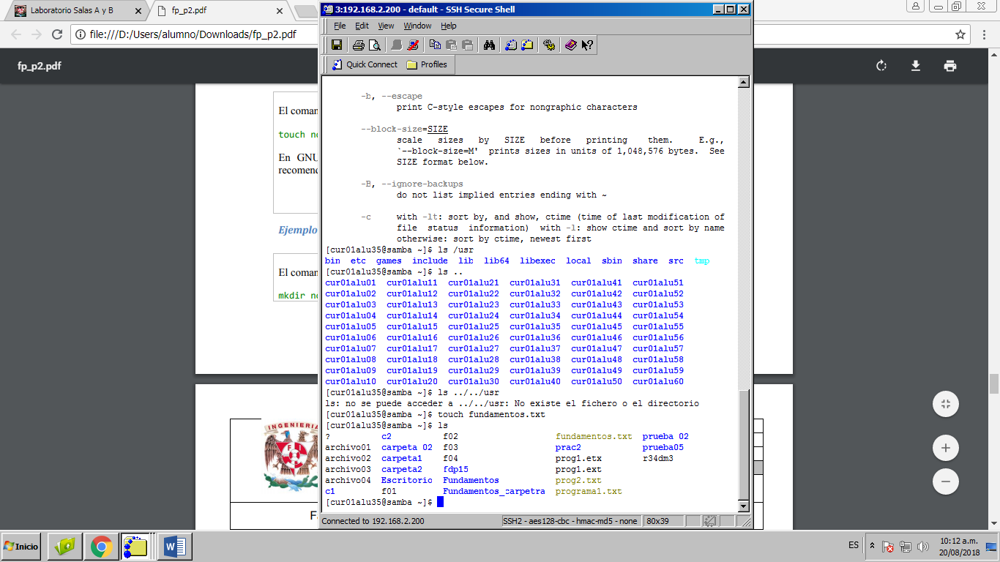 Laboratorio Salas A y B
fp_p2.pdf
file:///D:/Users/alumno/Downloads/fp_p2.pdf
fp_p2.pdf
El coman
touch no
En GNU
recomend
Ejemplo
El coman
mkdir no
INGENIERIA
F
3:192.168.2.200 - default - SSH Secure Shell
File Edit View Window Help
Quick Connect Profiles
-b, --escape
print C-style escapes for nongraphic characters
--block-size=SIZE
scale sizes by SIZE before printing them. E.g.,
`--block-size=M' prints sizes in units of 1,048,576 bytes. See
SIZE format below.
-B, --ignore-backups
do not list implied entries ending with ~
-c with -lt: sort by, and show, ctime (time of last modification of
file status information) with -l: show ctime and sort by name
otherwise: sort by ctime, newest first
[cur01alu35@samba ~]$ ls /usr
bin etc games include lib lib64 libexec local sbin share src tmp
[cur01alu35@samba ~]$ ls ..
cur01alu01 cur01alu11 cur01alu21 cur01alu31 cur01alu41 cur01alu51
cur01alu02 cur01alu12 cur01alu22 cur01alu32 cur01alu42 cur01alu52
cur01alu03 cur01alu13 cur01alu23 cur01alu33 cur01alu43 cur01alu53
cur01alu04 cur01alu14 cur01alu24 cur01alu34 cur01alu44 cur01alu54
cur01alu05 cur01alu15 cur01alu25 cur01alu35 cur01alu45 cur01alu55
cur01alu06 cur01alu16 cur01alu26 cur01alu36 cur01alu46 cur01alu56
cur01alu07 cur01alu17 cur01alu27 cur01alu37 cur01alu47 cur01alu57
cur01alu08 cur01alu18 cur01alu28 cur01alu38 cur01alu48 cur01alu58
cur01alu09 cur01alu19 cur01alu29 cur01alu39 cur01alu49 cur01alu59
cur01alu10 cur01alu20 cur01alu30 cur01alu40 cur01alu50 cur01alu60
[cur01alu35@samba ~]$ ls ../../usr
ls: no se puede acceder a ../../usr: No existe el fichero o el directorio
[cur01alu35@samba ~]$ touch fundamentos.txt
[cur01alu35@samba ~]$ ls
? c2 f02 fundamentos.txt prueba 02
archivo01 carpeta 02 f03 prac2 prueba05
archivo02 carpeta1 f04 prog1.etx r34dm3
archivo03 carpeta2 fdp15 prog1.ext
archivo04 Escritorio Fundamentos prog2.txt
c1 f01 Fundamentos_carpetra programa1.txt
[cur01alu35@samba ~]$
Connected to 192.168.2.200 SSH2 - aes128-cbc - hmac-md5 - none 80x39
Inicio
ES
10:12 a.m.
20/08/2018